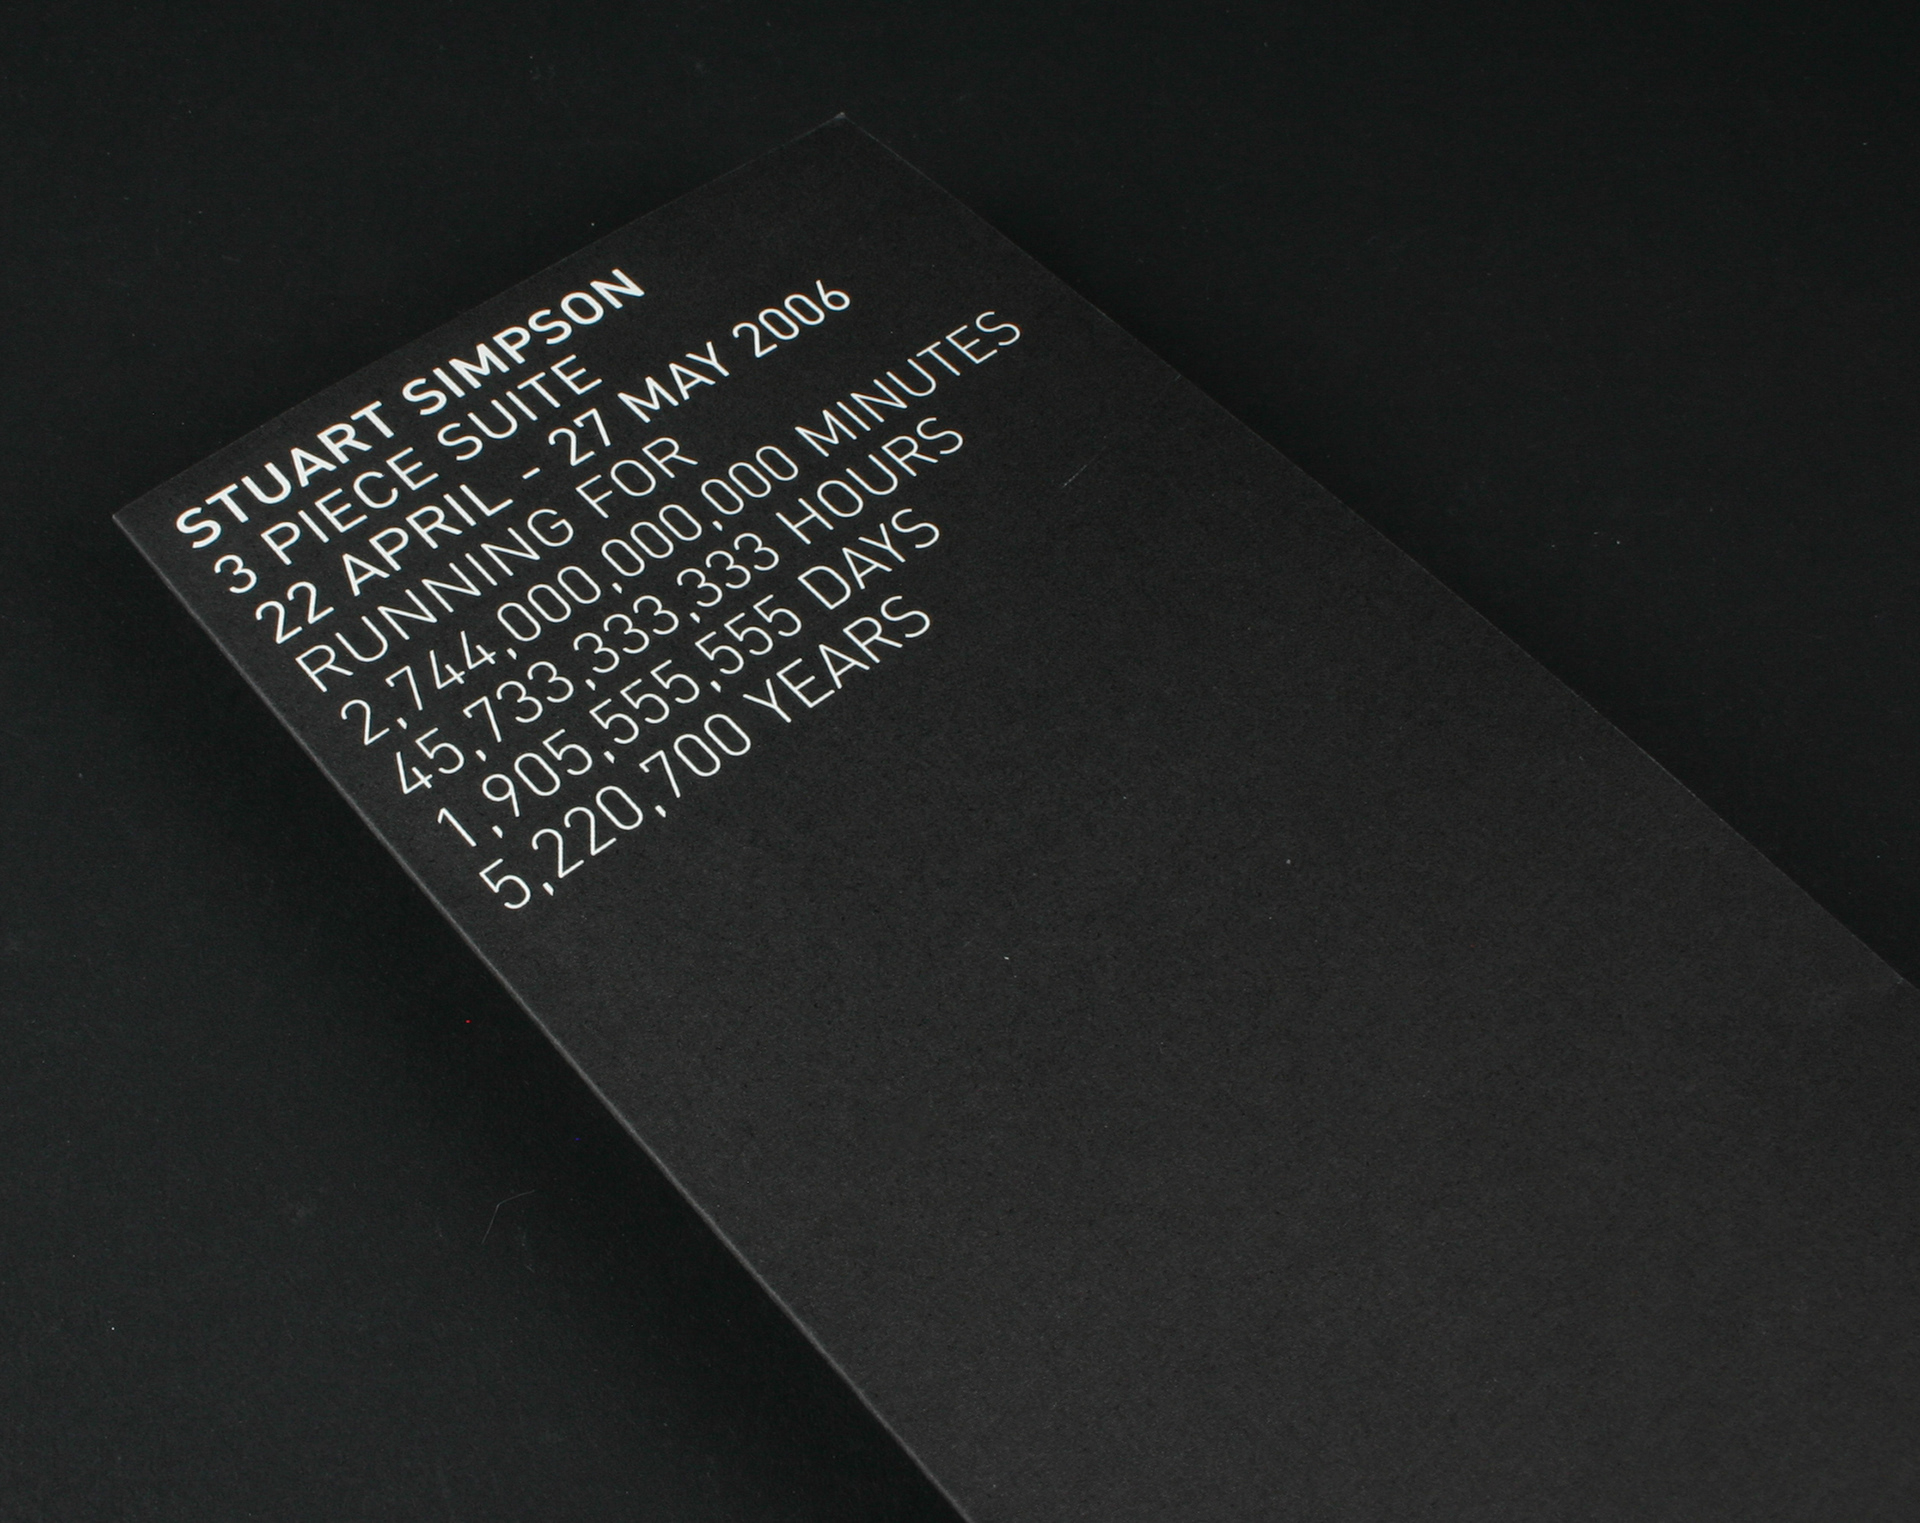 STUART SIMPSON
3 PIECE SUITE
22 APRIL - 27 MAY 2006
RUNNING FOR
2,744,000,000,000 MINUTES
45,733,333,333 HOURS
1,905,555,555 DAYS
5,220,700 YEARS